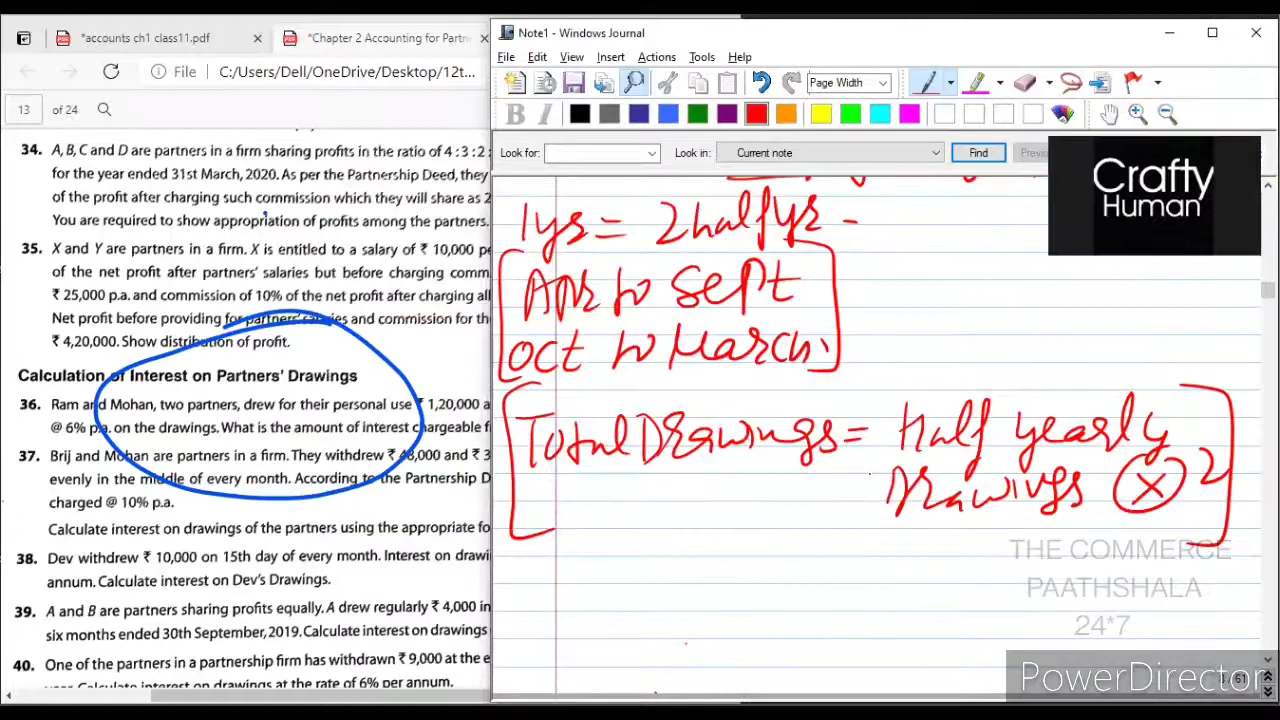 *accounts ch1 class11.pdf
*Chapter 2 Accounting for Partn
Note1 - Windows Journal
File Edit View Insert Actions Tools Help
File C:/Users/Dell/OneDrive/Desktop/12t...
Page Width
13 of 24
B I
Look for: Look in: Current note Find Previous
Crafty
Human
34. A, B, C and D are partners in a firm sharing profits in the ratio of 4 : 3 : 2 :
for the year ended 31st March, 2020. As per the Partnership Deed, they
of the profit after charging such commission which they will share as 2
You are required to show appropriation of profits among the partners.
35. X and Y are partners in a firm. X is entitled to a salary of ₹ 10,000 pe
of the net profit after partners' salaries but before charging comm
₹ 25,000 p.a. and commission of 10% of the net profit after charging all
Net profit before providing for partners' salaries and commission for the
₹ 4,20,000. Show distribution of profit.
Calculation of Interest on Partners' Drawings
36. Ram and Mohan, two partners, drew for their personal use ₹ 1,20,000 a
@ 6% p.a. on the drawings. What is the amount of interest chargeable f
37. Brij and Mohan are partners in a firm. They withdrew ₹ 48,000 and ₹ 3
evenly in the middle of every month. According to the Partnership D
charged @ 10% p.a.
Calculate interest on drawings of the partners using the appropriate fo
38. Dev withdrew ₹ 10,000 on 15th day of every month. Interest on drawi
annum. Calculate interest on Dev's Drawings.
39. A and B are partners sharing profits equally. A drew regularly ₹ 4,000 in
six months ended 30th September, 2019. Calculate interest on drawings
40. One of the partners in a partnership firm has withdrawn ₹ 9,000 at the e
year. Calculate interest on drawings at the rate of 6% per annum.
1ys = 2 half ys -
APR to Sept
OCT to March.
Total Drawings = Half yearly
Drawings X 2
THE COMMERCE
PAATHSHALA
24*7
PowerDirector